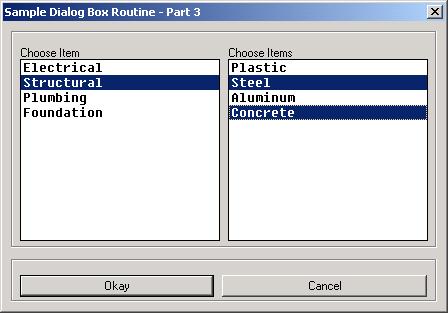 Sample Dialog Box Routine - Part 3
Choose Item
Electrical
Structural
Plumbing
Foundation
Choose Items
Plastic
Steel
Aluminum
Concrete
Okay
Cancel